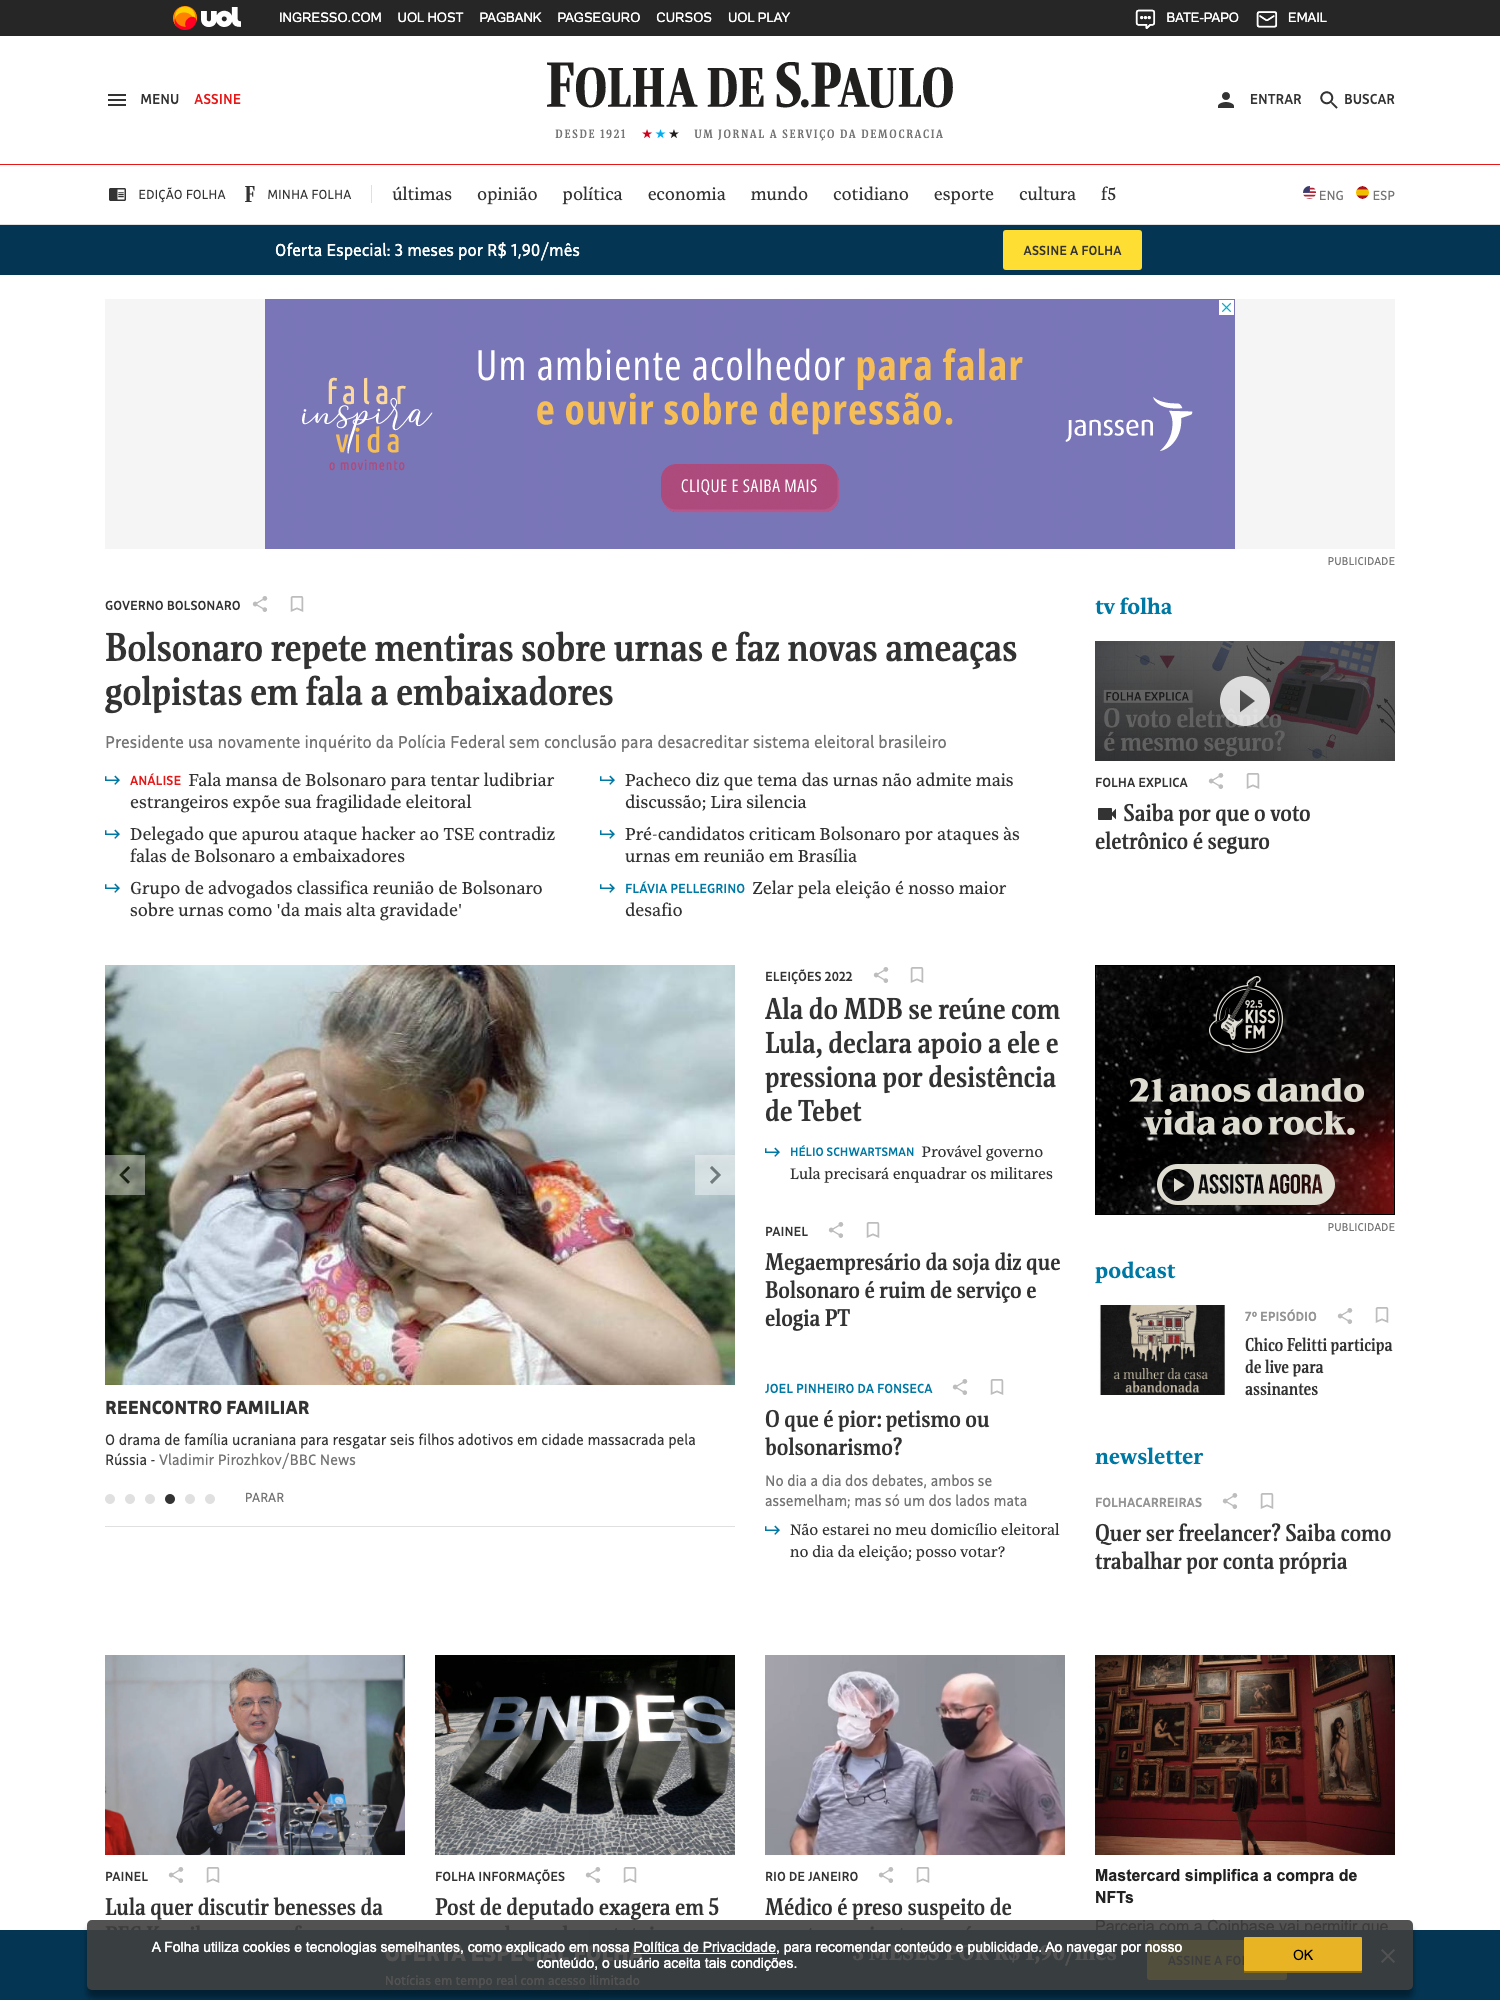 uol INGRESSO.COM UOL HOST PAGBANK PAGSEGURO CURSOS UOL PLAY BATE-PAPO EMAIL
MENU ASSINE
FOLHA DE S.PAULO
DESDE 1921 ★ ★ ★ UM JORNAL A SERVIÇO DA DEMOCRACIA
ENTRAR BUSCAR
EDIÇÃO FOLHA F MINHA FOLHA últimas opinião política economia mundo cotidiano esporte cultura f5 ENG ESP
Oferta Especial: 3 meses por R$ 1,90/mês ASSINE A FOLHA
falar
inspira
vida
o movimento
Um ambiente acolhedor para falar
e ouvir sobre depressão.
CLIQUE E SAIBA MAIS
janssen
PUBLICIDADE
GOVERNO BOLSONARO
Bolsonaro repete mentiras sobre urnas e faz novas ameaças
golpistas em fala a embaixadores
Presidente usa novamente inquérito da Polícia Federal sem conclusão para desacreditar sistema eleitoral brasileiro
ANÁLISE Fala mansa de Bolsonaro para tentar ludibriar
estrangeiros expõe sua fragilidade eleitoral
Delegado que apurou ataque hacker ao TSE contradiz
falas de Bolsonaro a embaixadores
Grupo de advogados classifica reunião de Bolsonaro
sobre urnas como 'da mais alta gravidade'
Pacheco diz que tema das urnas não admite mais
discussão; Lira silencia
Pré-candidatos criticam Bolsonaro por ataques às
urnas em reunião em Brasília
FLÁVIA PELLEGRINO Zelar pela eleição é nosso maior
desafio
tv folha
FOLHA EXPLICA
O voto eletrônico
é mesmo seguro?
FOLHA EXPLICA
Saiba por que o voto
eletrônico é seguro
REENCONTRO FAMILIAR
O drama de família ucraniana para resgatar seis filhos adotivos em cidade massacrada pela
Rússia - Vladimir Pirozhkov/BBC News
PARAR
ELEIÇÕES 2022
Ala do MDB se reúne com
Lula, declara apoio a ele e
pressiona por desistência
de Tebet
HÉLIO SCHWARTSMAN Provável governo
Lula precisará enquadrar os militares
PAINEL
Megaempresário da soja diz que
Bolsonaro é ruim de serviço e
elogia PT
JOEL PINHEIRO DA FONSECA
O que é pior: petismo ou
bolsonarismo?
No dia a dia dos debates, ambos se
assemelham; mas só um dos lados mata
Não estarei no meu domicílio eleitoral
no dia da eleição; posso votar?
92.5
KISS
FM
21 anos dando
vida ao rock.
ASSISTA AGORA
PUBLICIDADE
podcast
a mulher da casa
abandonada
7º EPISÓDIO
Chico Felitti participa
de live para
assinantes
newsletter
FOLHACARREIRAS
Quer ser freelancer? Saiba como
trabalhar por conta própria
PAINEL
Lula quer discutir benesses da
BNDES
FOLHA INFORMAÇÕES
Post de deputado exagera em 5
RIO DE JANEIRO
Médico é preso suspeito de
Mastercard simplifica a compra de
NFTs
Parceria com a Coinbase vai permitir que
A Folha utiliza cookies e tecnologias semelhantes, como explicado em nossa Política de Privacidade, para recomendar conteúdo e publicidade. Ao navegar por nosso
conteúdo, o usuário aceita tais condições.
OK
3 MESES POR R$ 1,90/MÊS
ASSINE A FO
Notícias em tempo real com acesso ilimitado